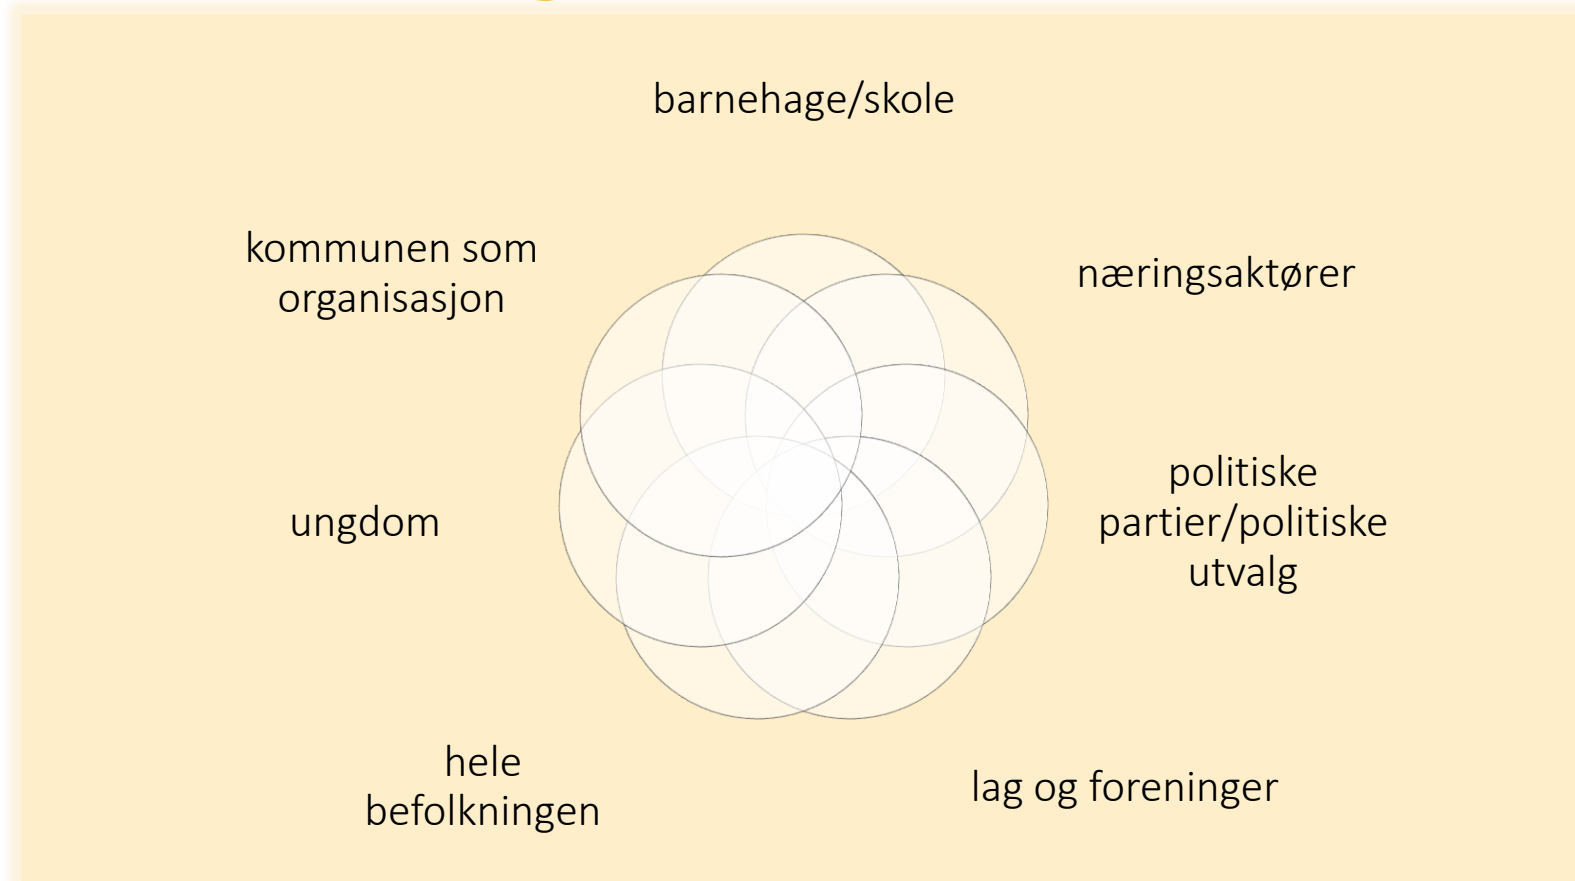 barnehage/skole
kommunen som
organisasjon
næringsaktører
ungdom
politiske
partier/politiske
utvalg
hele
befolkningen
lag og foreninger